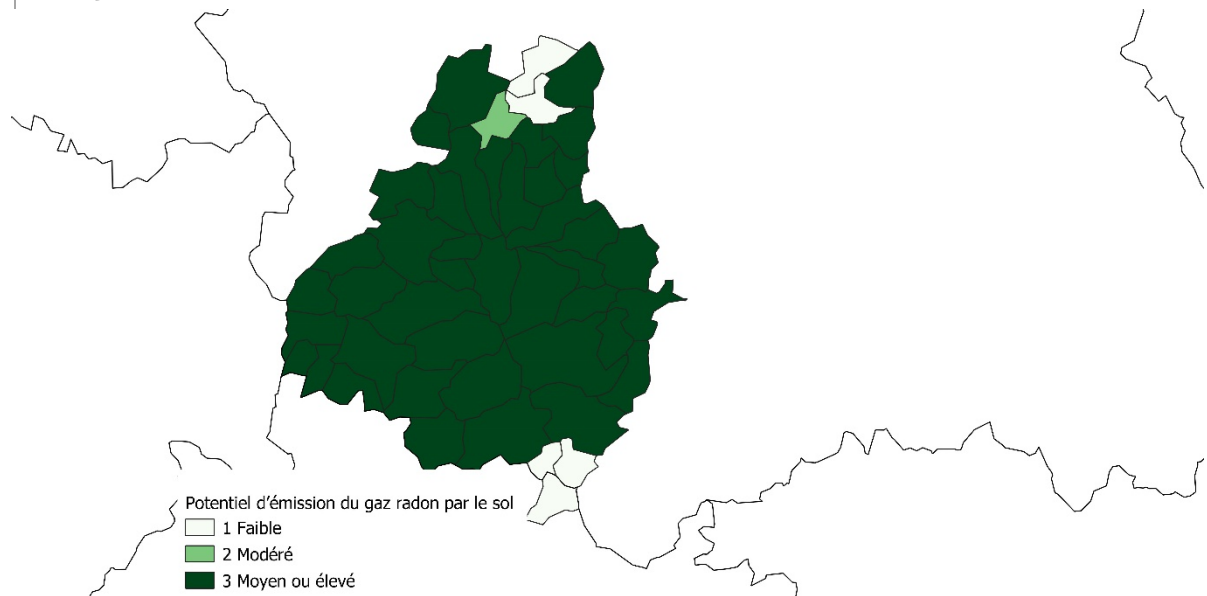 Potentiel d’émission du gaz radon par le sol
1 Faible
2 Modéré
3 Moyen ou élevé